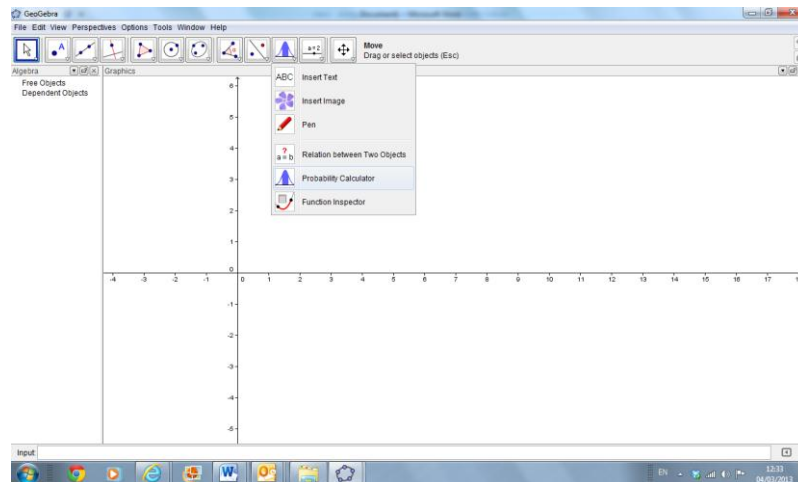 GeoGebra
File Edit View Perspectives Options Tools Window Help
A
a=2
Move
Drag or select objects (Esc)
Algebra
Graphics
Free Objects
Dependent Objects
ABC Insert Text
Insert Image
Pen
? a = b Relation between Two Objects
Probability Calculator
Function Inspector
6
5
4
3
2
1
0
-4 -3 -2 -1 0 1 2 3 4 5 6 7 8 9 10 11 12 13 14 15 16 17
-1
-2
-3
-4
-5
Input:
EN
12:33
04/03/2013